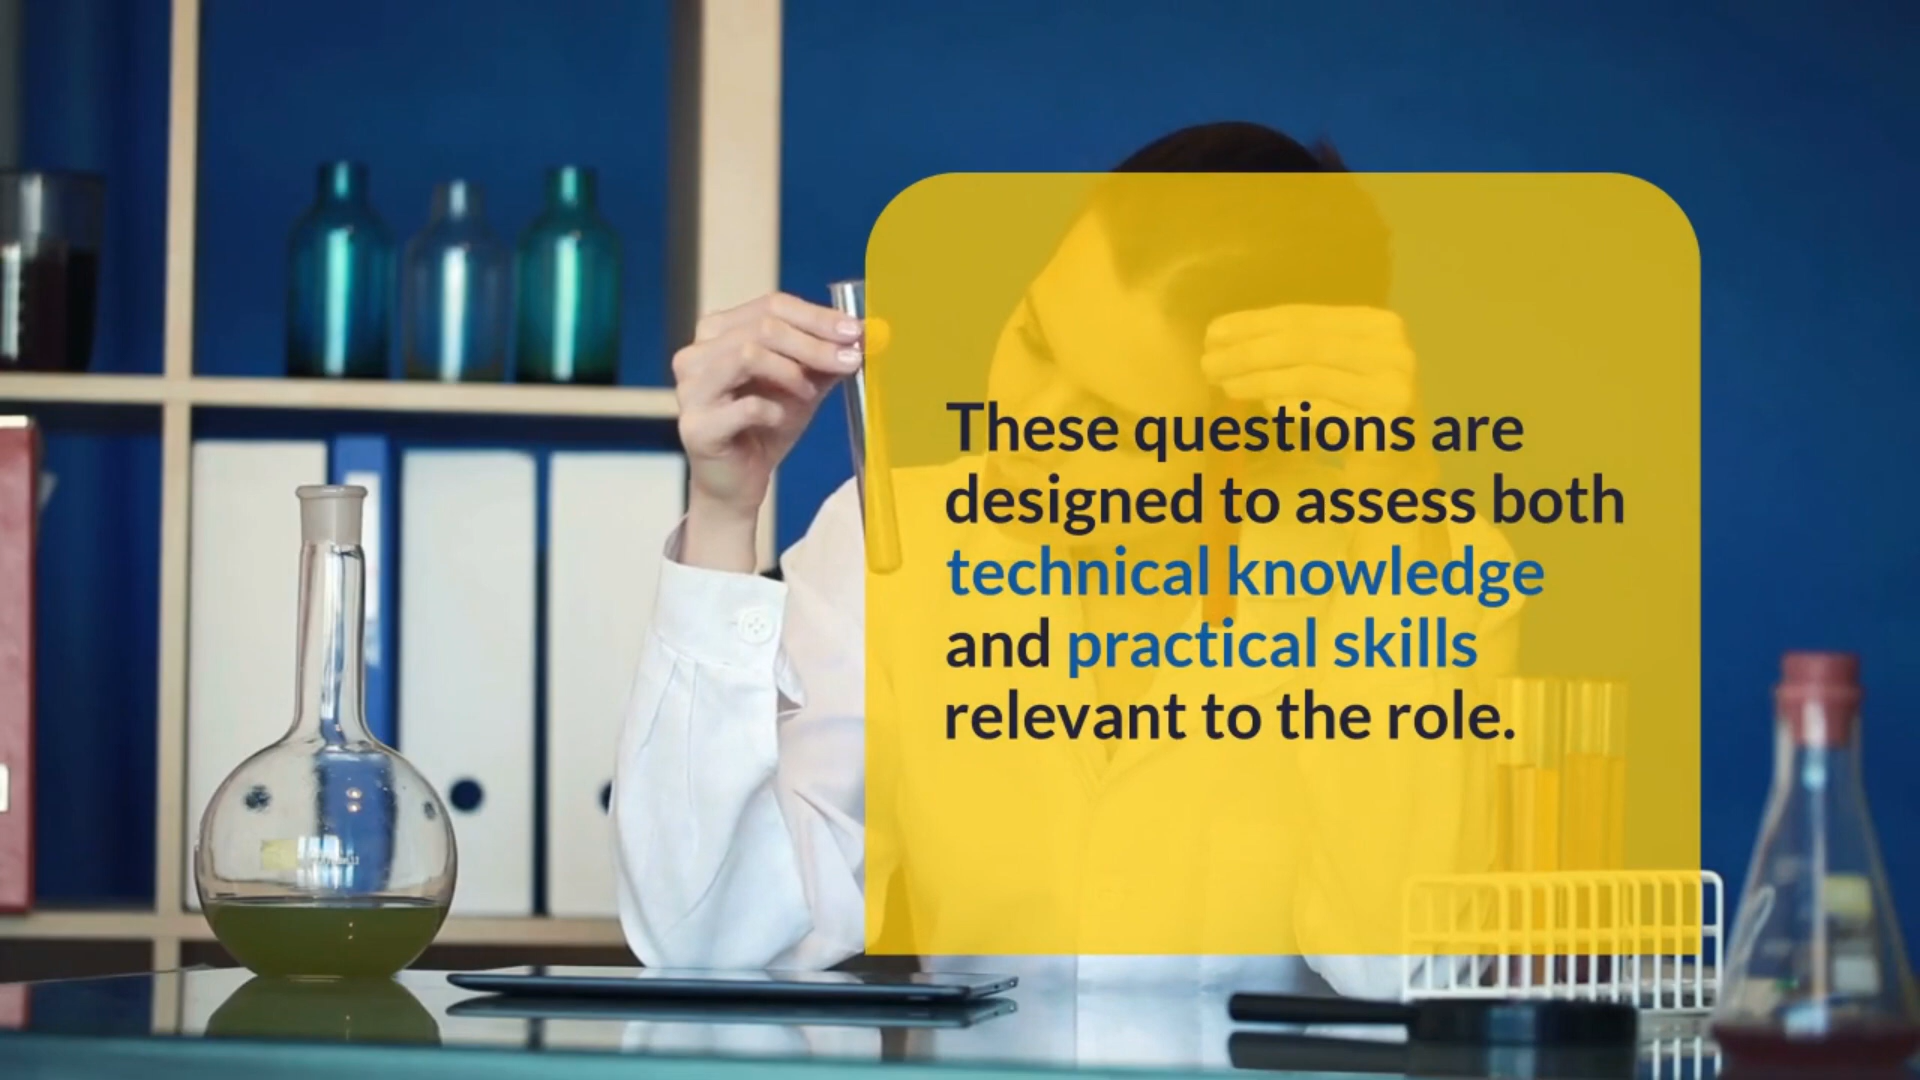 These questions are
designed to assess both
technical knowledge
and practical skills
relevant to the role.